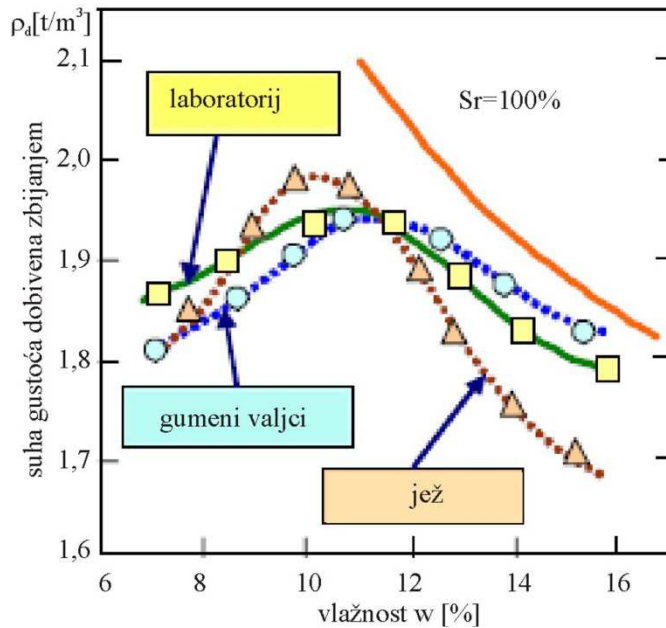 ρd[t/m³]
2,1
2,0
1,9
1,8
1,7
1,6
suha gustoća dobivena zbijanjem
laboratorij
Sr=100%
gumeni valjci
jež
6 8 10 12 14 16
vlažnost w [%]